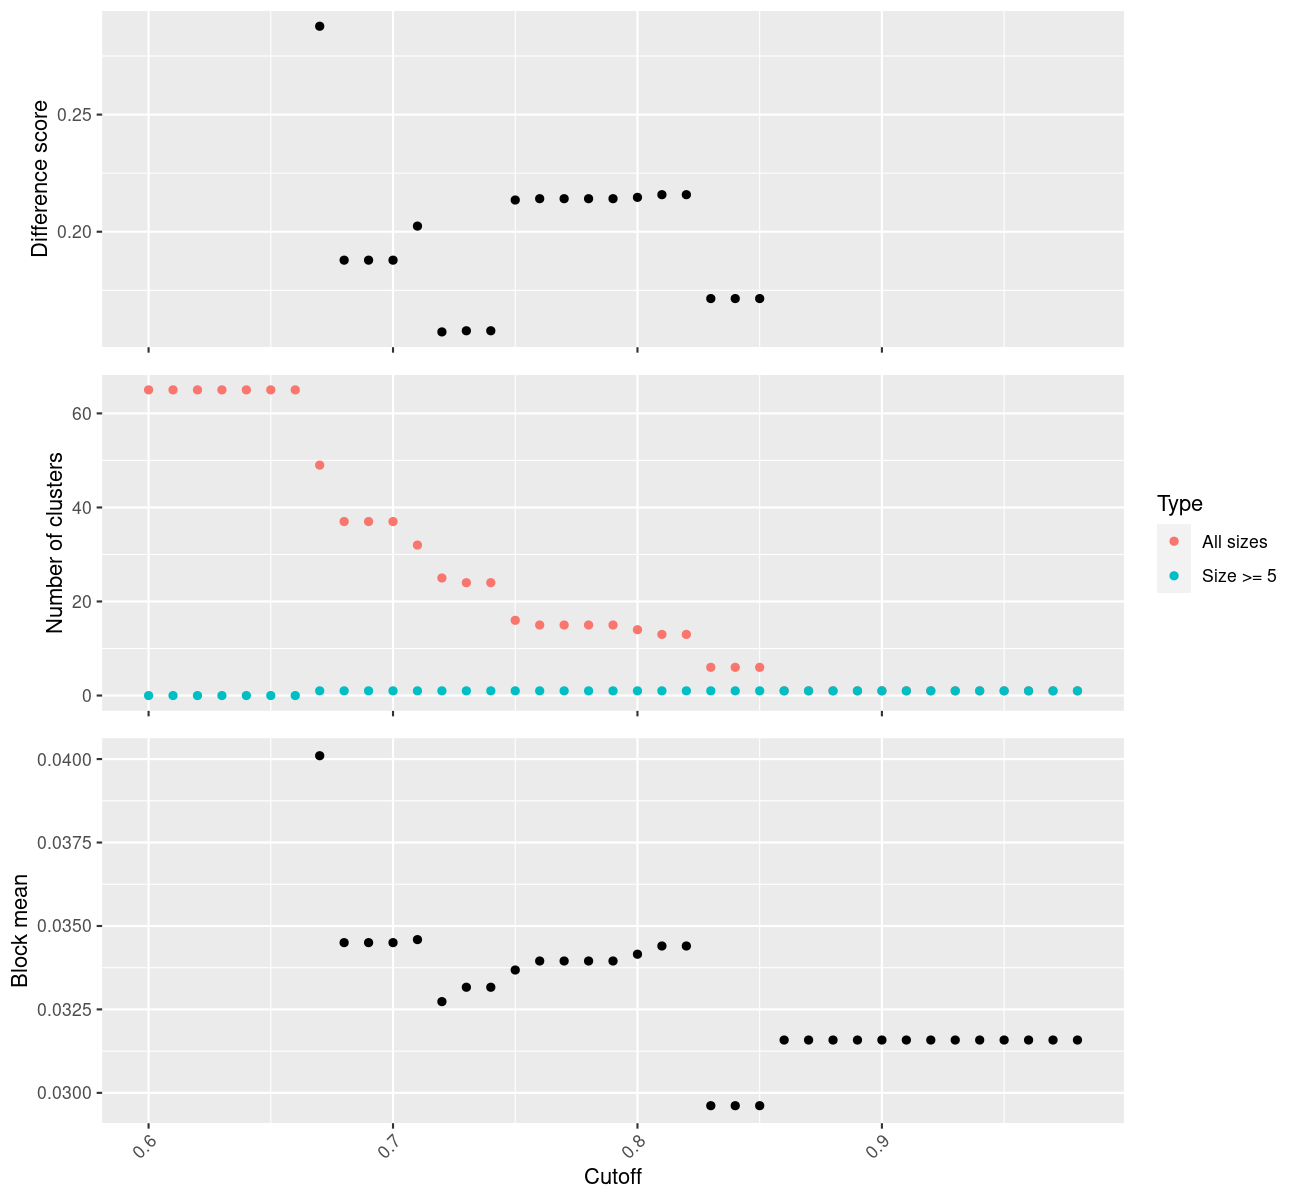 Difference score
0.25
0.20
Number of clusters
60
40
20
0
Type
All sizes
Size >= 5
Block mean
0.0400
0.0375
0.0350
0.0325
0.0300
0.6
0.7
0.8
0.9
Cutoff